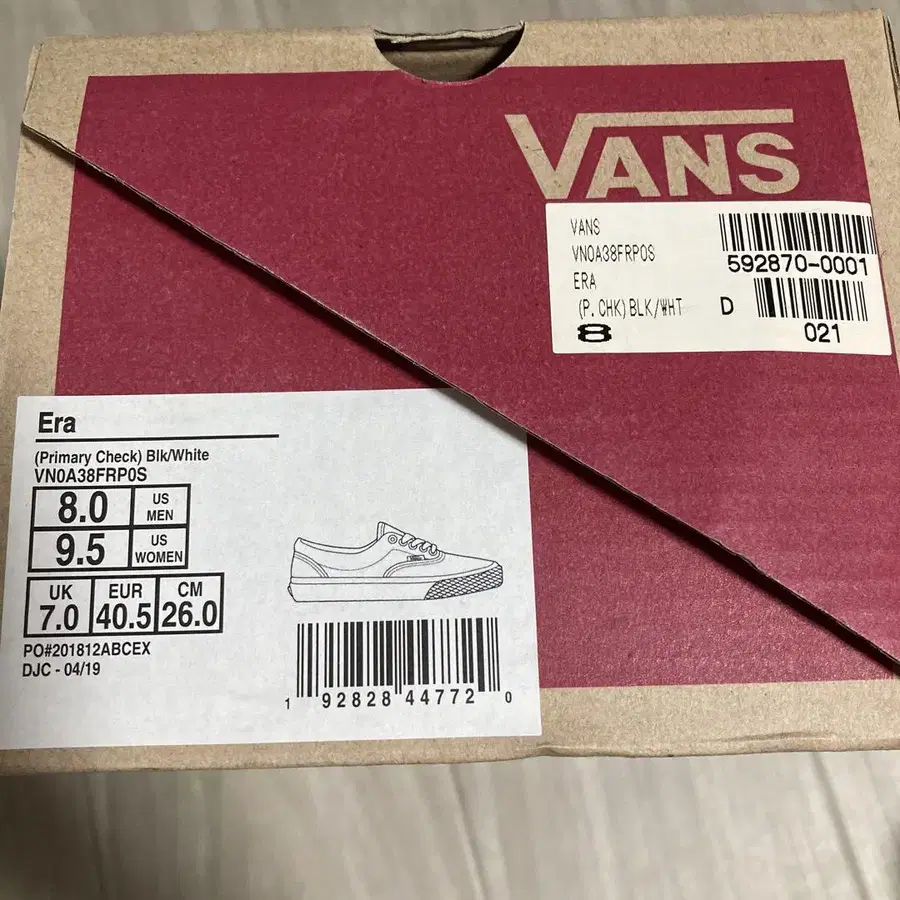 VANS
VANS
VN0A38FRP0S
ERA
(P. CHK) BLK/WHT D
8
592870-0001
021
Era
(Primary Check) Blk/White
VN0A38FRP0S
8.0 US MEN
9.5 US WOMEN
UK EUR CM
7.0 40.5 26.0
PO#201812ABCEX
DJC - 04/19
1 92828 44772 0